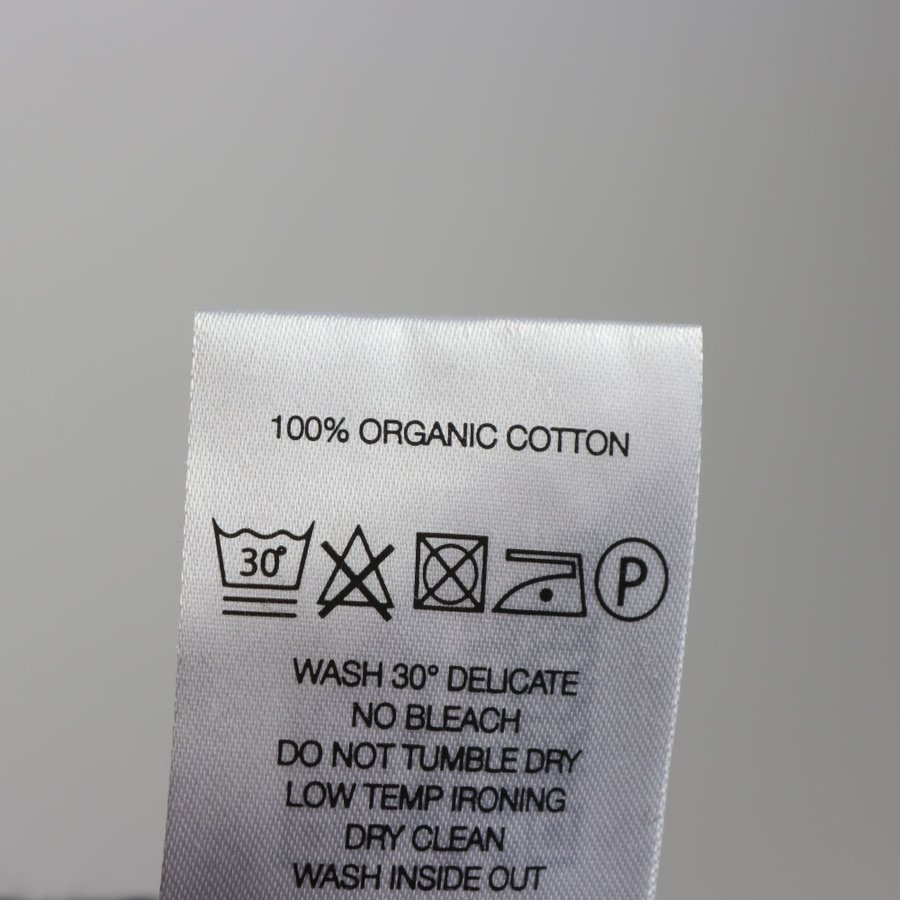 100% ORGANIC COTTON
30° P
WASH 30° DELICATE
NO BLEACH
DO NOT TUMBLE DRY
LOW TEMP IRONING
DRY CLEAN
WASH INSIDE OUT